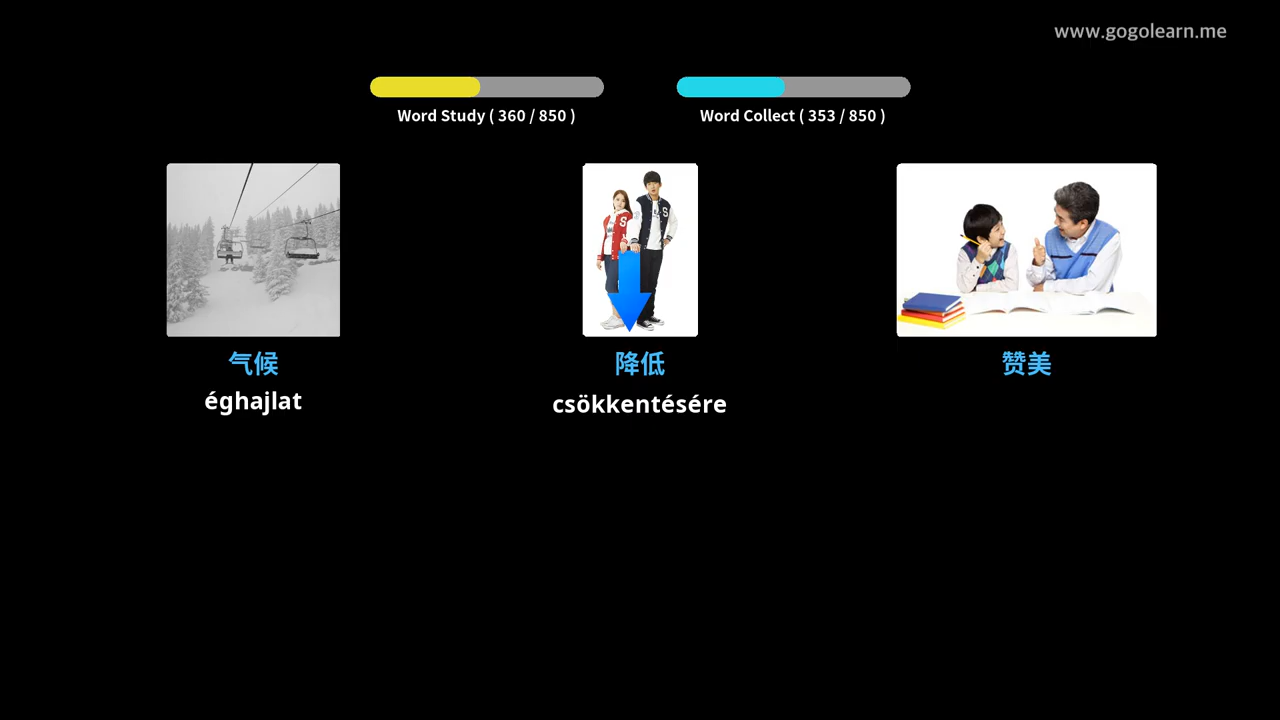 www.gogolearn.me
Word Study ( 360 / 850 )
Word Collect ( 353 / 850 )
气候
降低
赞美
éghajlat
csökkentésére
S
S